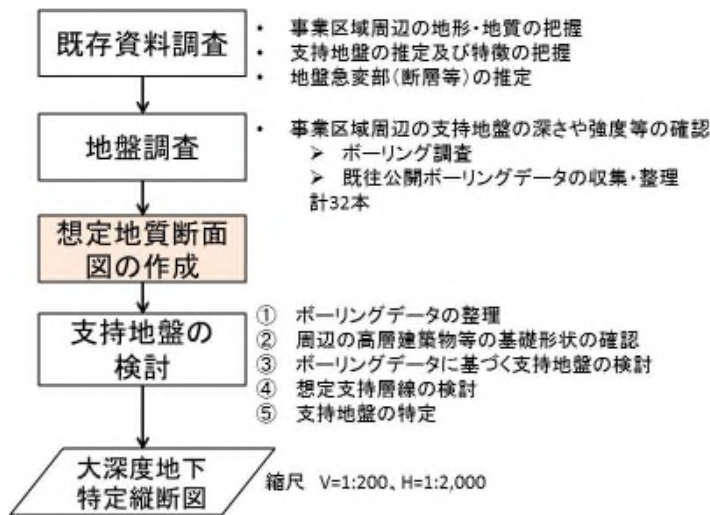 既存資料調査
• 事業区域周辺の地形・地質の把握
• 支持地盤の推定及び特徴の把握
• 地盤急変部(断層等)の推定
地盤調査
• 事業区域周辺の支持地盤の深さや強度等の確認
➢ ボーリング調査
➢ 既往公開ボーリングデータの収集・整理
計32本
想定地質断面
図の作成
支持地盤の
検討
① ボーリングデータの整理
② 周辺の高層建築物等の基礎形状の確認
③ ボーリングデータに基づく支持地盤の検討
④ 想定支持層線の検討
⑤ 支持地盤の特定
大深度地下
特定縦断図
縮尺 V=1:200、H=1:2,000